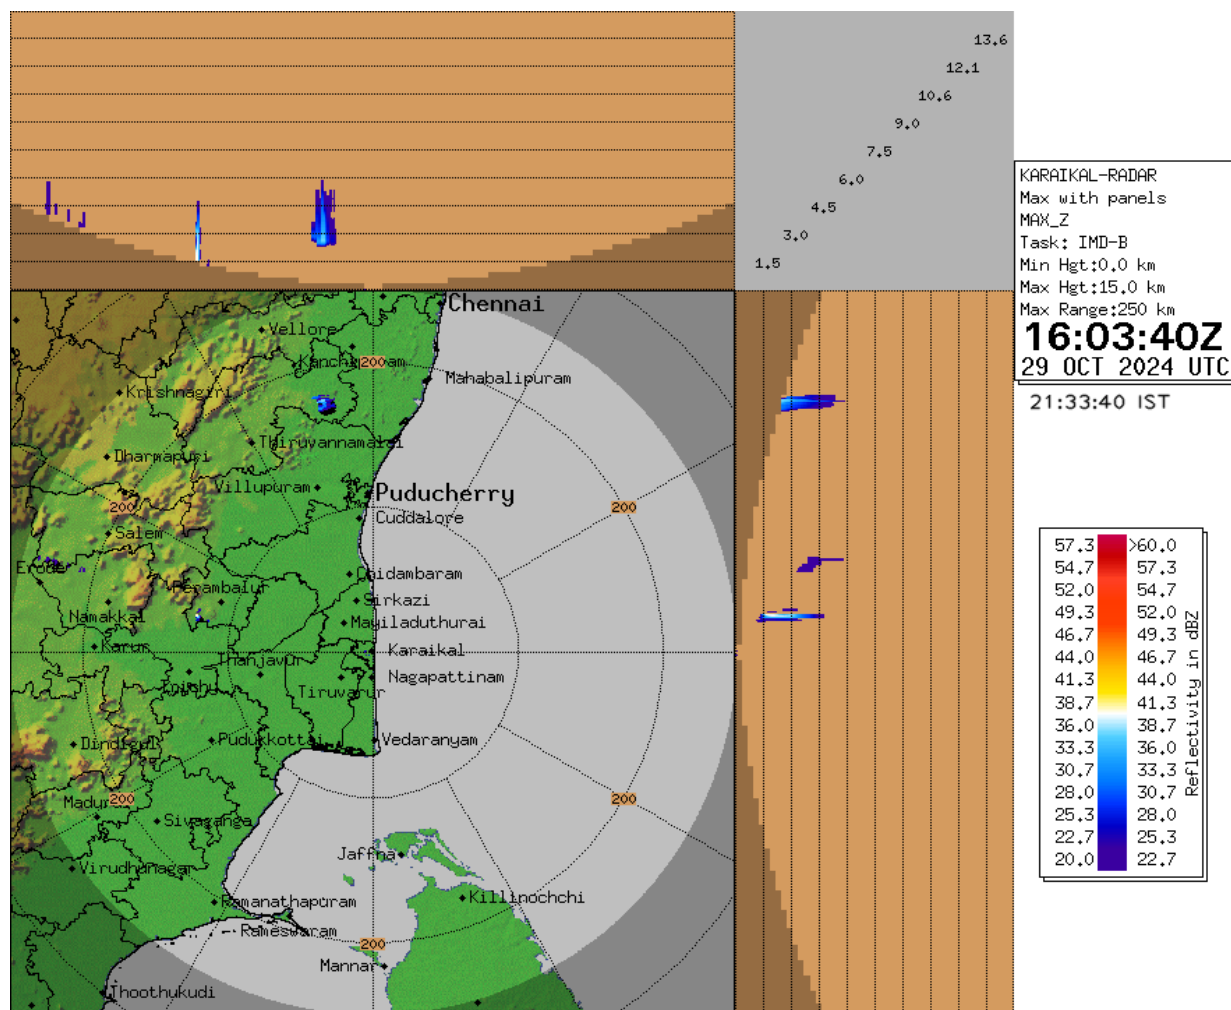 13.6
12.1
10.6
9.0
7.5
6.0
4.5
3.0
1.5
KARAIKAL-RADAR
Max with panels
MAX_Z
Task: IMD-B
Min Hgt:0.0 km
Max Hgt:15.0 km
Max Range:250 km
16:03:40Z
29 OCT 2024 UTC
21:33:40 IST
Chennai
Vellore
200
Mahabalipuram
Krishnagiri
Thiruvannamalai
Dharmapuri
Villupuram
Puducherry
200
200
Cuddalore
Salem
Erode
Chidambaram
Perambalur
Sirkazi
Namakkal
Mayiladuthurai
Karur
Karaikal
Thanjavur
Nagapattinam
Tiruvarur
Dindigul
Pudukkottai
Vedaranyam
200
200
Sivaganga
Jaffna
Virudhunagar
Killinochchi
Ramanathapuram
Rameswaram
200
Mannar
Thoothukudi
57.3 >60.0
54.7 57.3
52.0 54.7
49.3 52.0
46.7 49.3
44.0 46.7
41.3 44.0
38.7 41.3
36.0 38.7
33.3 36.0
30.7 33.3
28.0 30.7
25.3 28.0
22.7 25.3
20.0 22.7
Reflectivity in dBZ